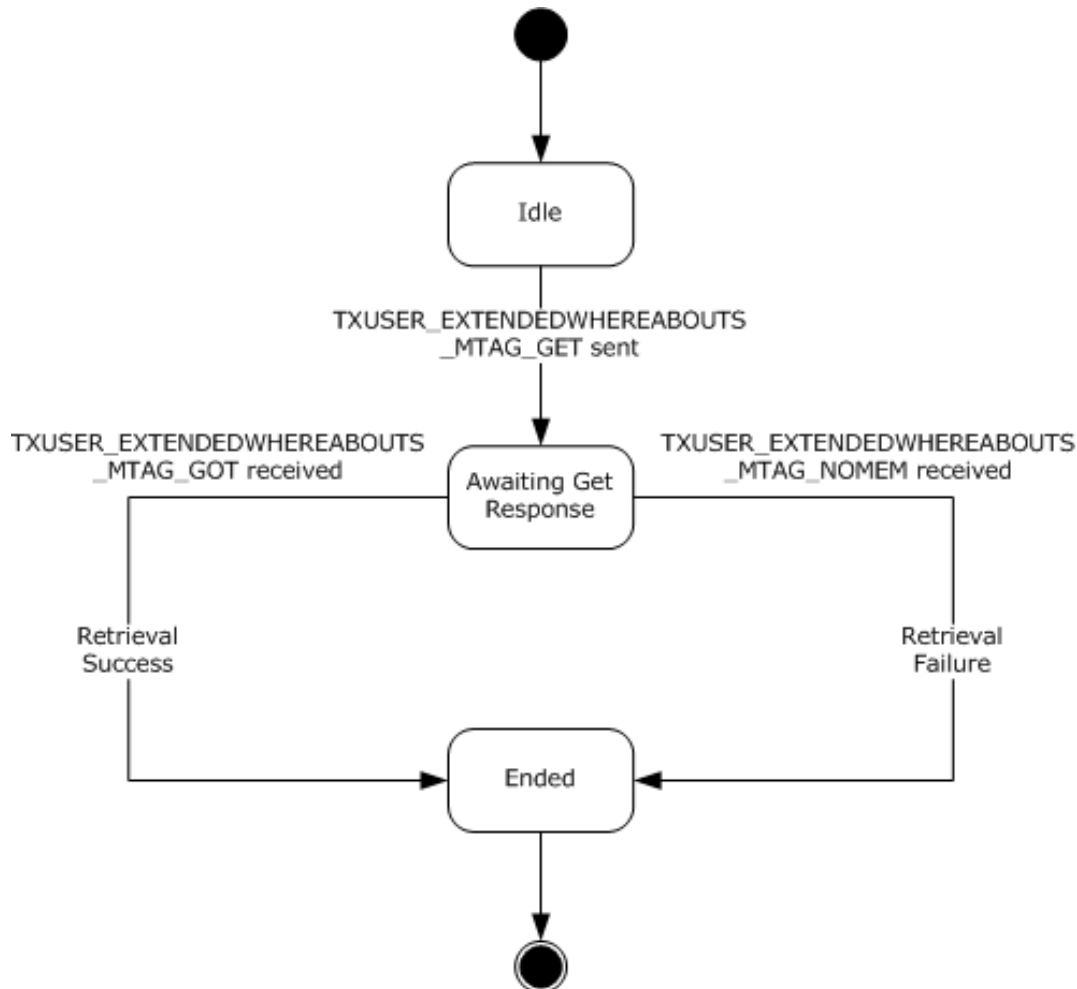 Idle
TXUSER_EXTENDEDWHEREABOUTS
_MTAG_GET sent
TXUSER_EXTENDEDWHEREABOUTS
_MTAG_GOT received
Awaiting Get
Response
TXUSER_EXTENDEDWHEREABOUTS
_MTAG_NOMEM received
Retrieval
Success
Retrieval
Failure
Ended